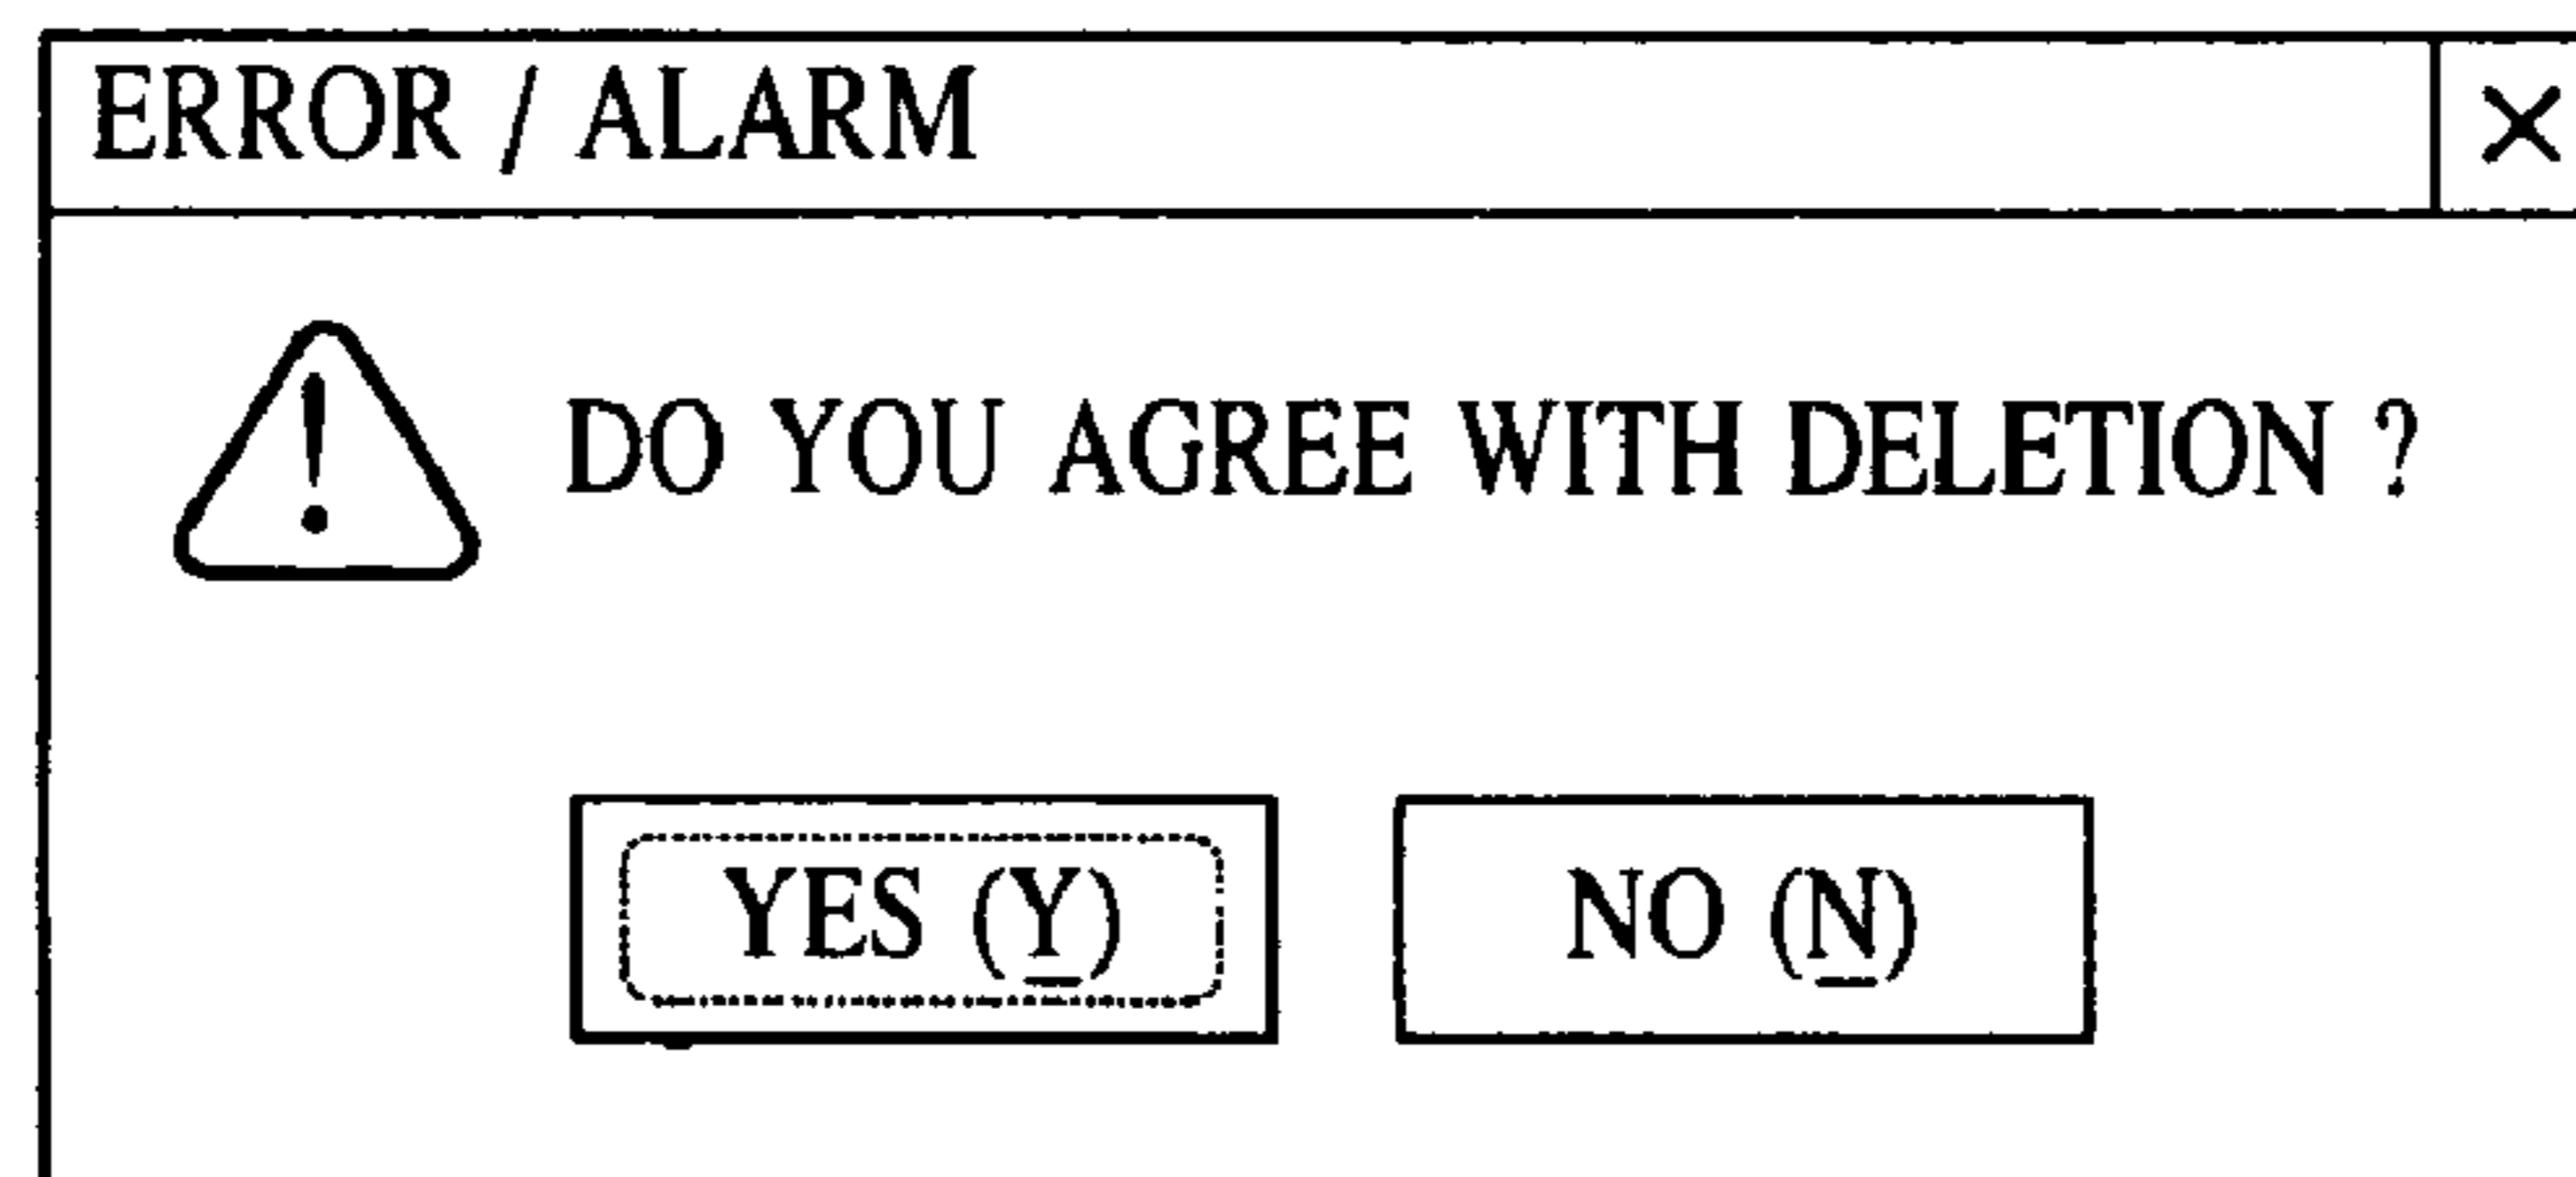 ERROR / ALARM
DO YOU AGREE WITH DELETION ?
YES (Y)
NO (N)